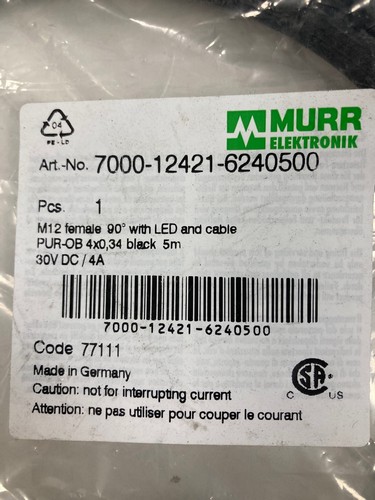 04
PE-LD
MURR
ELEKTRONIK
Art.-No. 7000-12421-6240500
Pcs. 1
M12 female 90° with LED and cable
PUR-OB 4x0,34 black 5m
30V DC / 4A
7000-12421-6240500
Code 77111
Made in Germany
Caution: not for interrupting current
Attention: ne pas utiliser pour couper le courant
CSA
C US